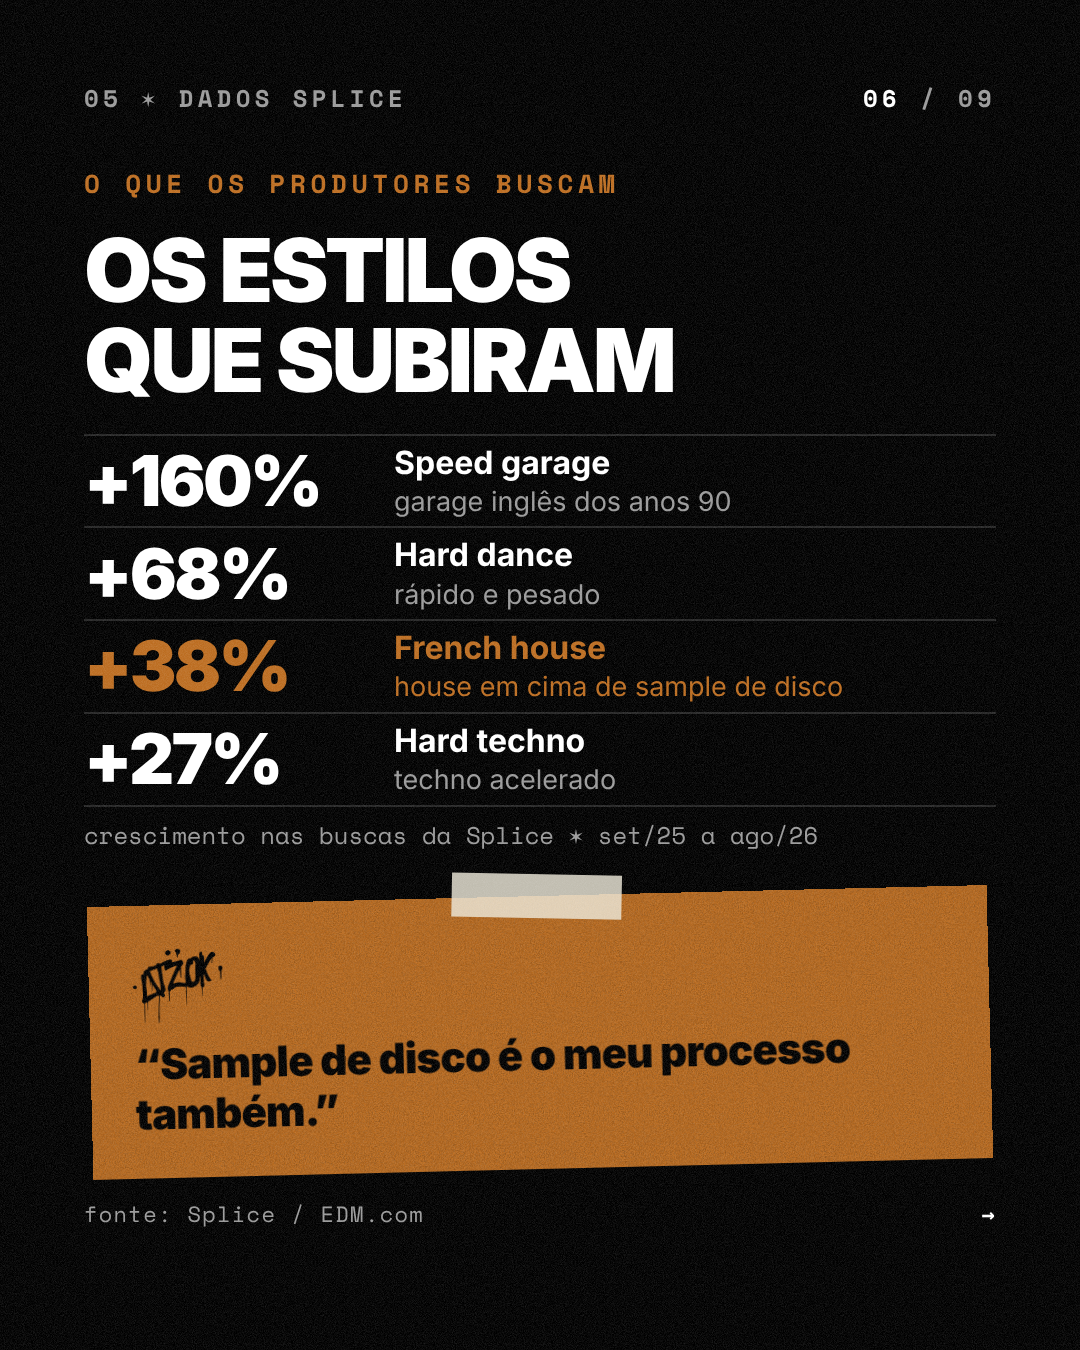 05 ✶ DADOS SPLICE
06 / 09
O QUE OS PRODUTORES BUSCAM
OS ESTILOS
QUE SUBIRAM
+160%
Speed garage
garage inglês dos anos 90
+68%
Hard dance
rápido e pesado
+38%
French house
house em cima de sample de disco
+27%
Hard techno
techno acelerado
crescimento nas buscas da Splice ✶ set/25 a ago/26
“Sample de disco é o meu processo
também.”
fonte: Splice / EDM.com
→